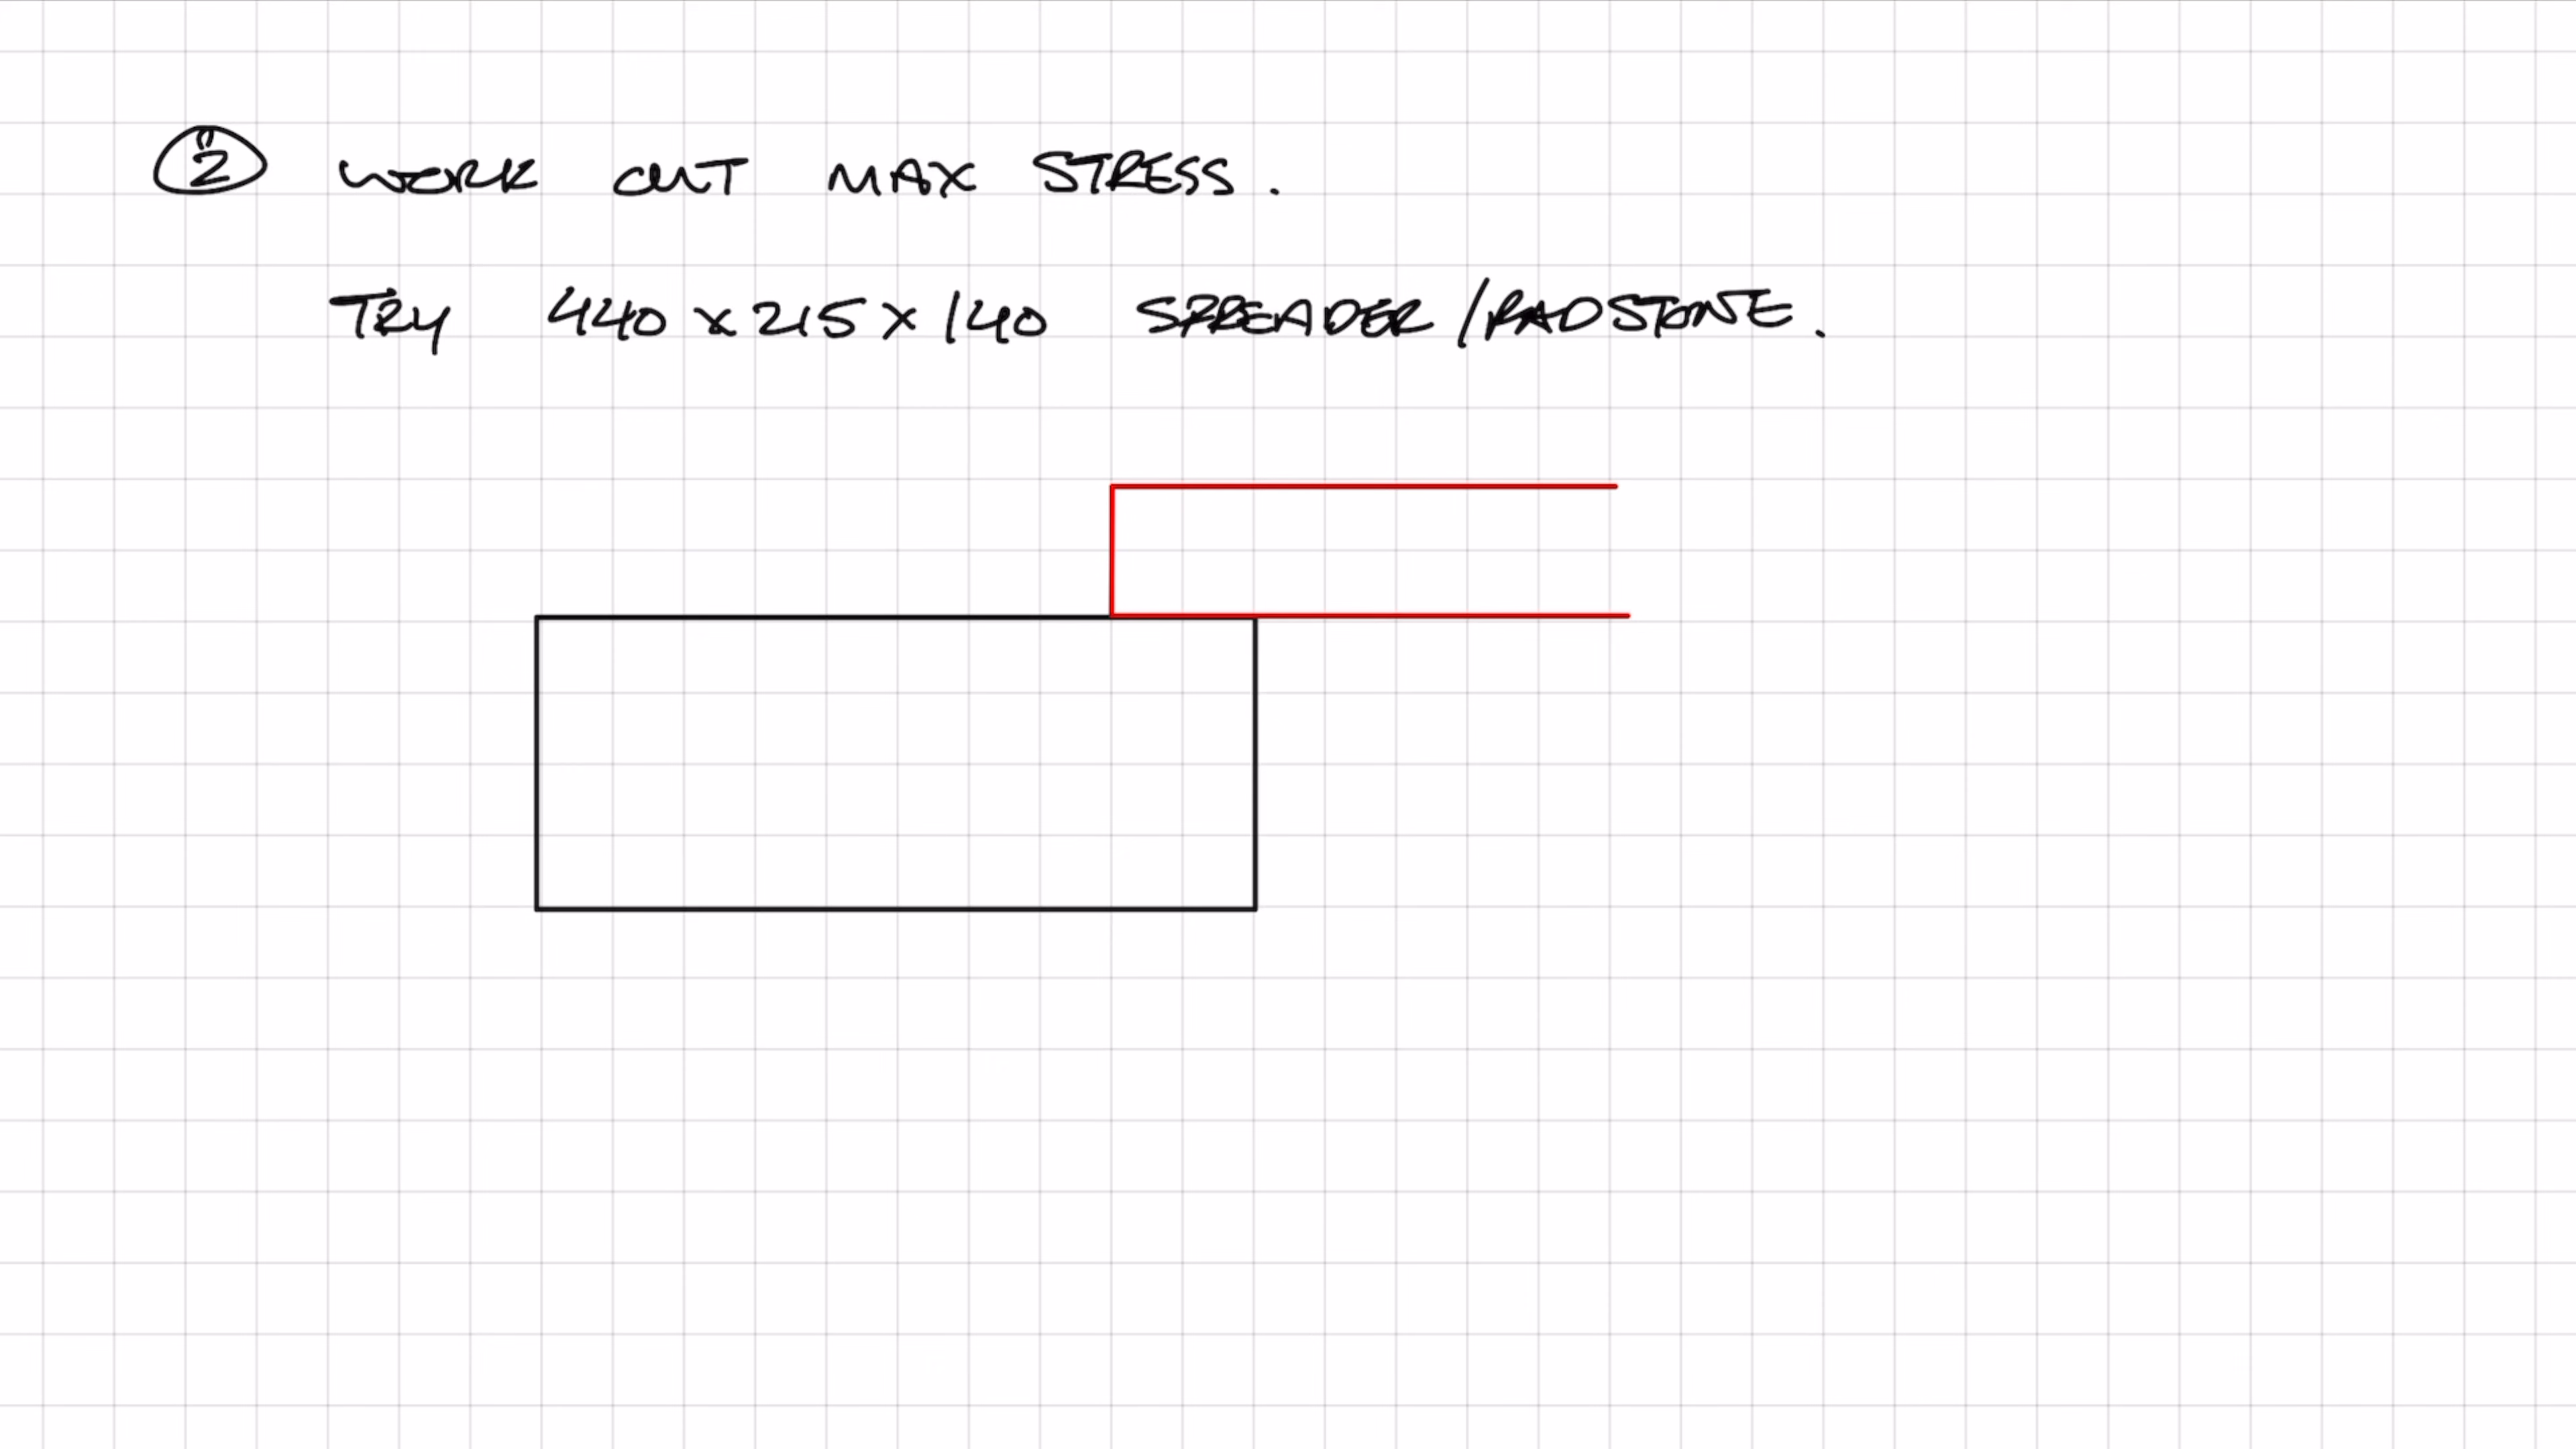 ② WORK OUT MAX STRESS.
TRY 440 x 215 x 140 SPREADER / PADSTONE.